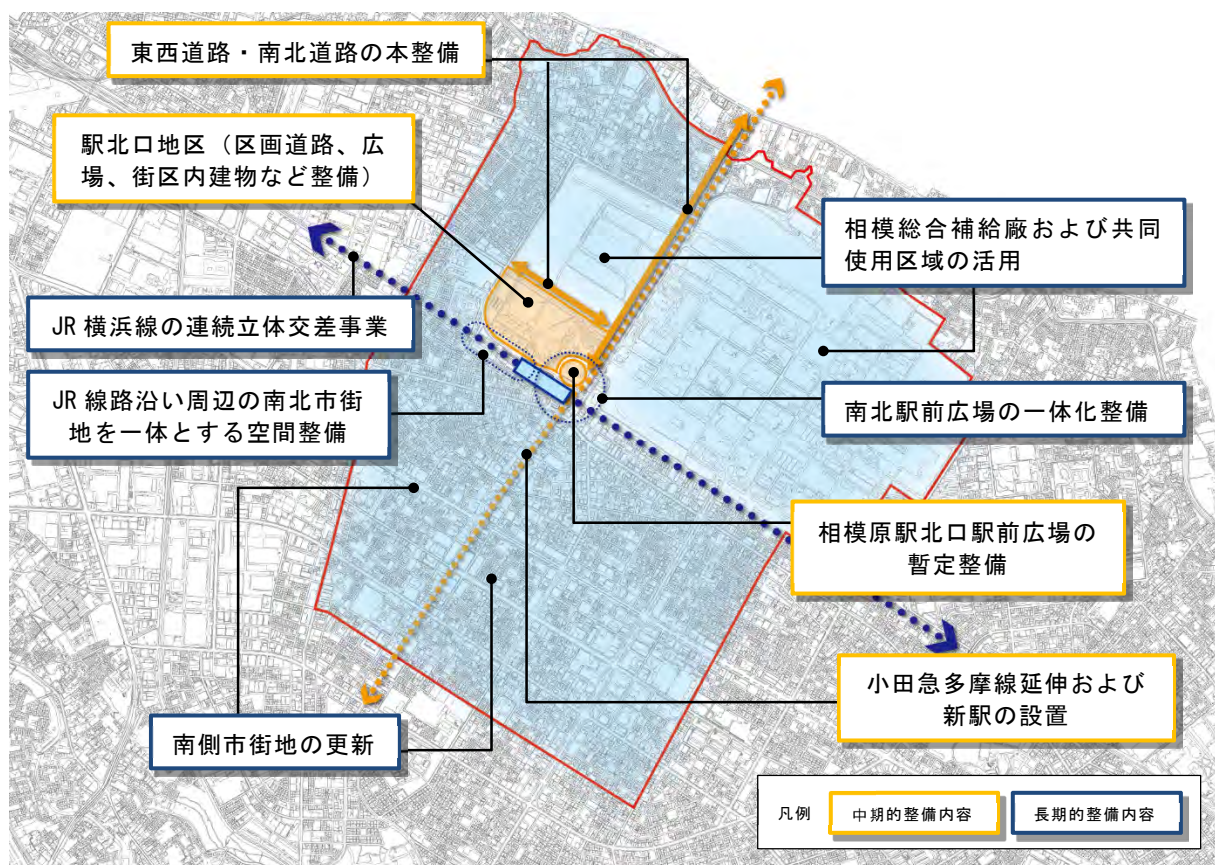 東西道路・南北道路の本整備
駅北口地区（区画道路、広
場、街区内建物など整備）
JR横浜線の連続立体交差事業
JR線路沿い周辺の南北市街
地を一体とする空間整備
南側市街地の更新
相模総合補給廠および共同
使用区域の活用
南北駅前広場の一体化整備
相模原駅北口駅前広場の
暫定整備
小田急多摩線延伸および
新駅の設置
凡例 中期的整備内容 長期的整備内容